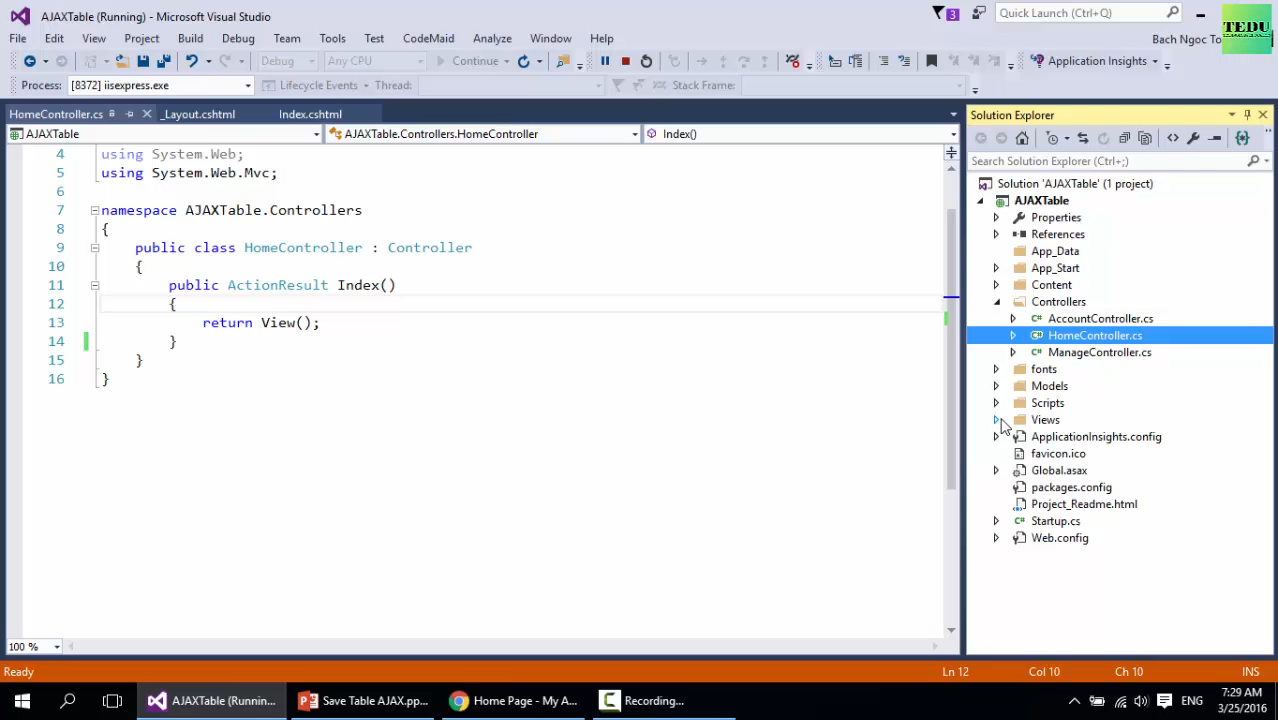 AJAXTable (Running) - Microsoft Visual Studio
3
Quick Launch (Ctrl+Q)
TEDU
File Edit View Project Build Debug Team Tools Test CodeMaid Analyze Window Help
Bach Ngoc To
Debug Any CPU Continue Application Insights
Process: [8372] iisexpress.exe Lifecycle Events Thread: Stack Frame:
HomeController.cs _Layout.cshtml Index.cshtml
AJAXTable AJAXTable.Controllers.HomeController Index()
4 using System.Web;
5 using System.Web.Mvc;
6
7 namespace AJAXTable.Controllers
8 {
9 public class HomeController : Controller
10 {
11 public ActionResult Index()
12 {
13 return View();
14 }
15 }
16 }
100 %
Solution Explorer
Search Solution Explorer (Ctrl+;)
Solution 'AJAXTable' (1 project)
AJAXTable
Properties
References
App_Data
App_Start
Content
Controllers
AccountController.cs
HomeController.cs
ManageController.cs
fonts
Models
Scripts
Views
ApplicationInsights.config
favicon.ico
Global.asax
packages.config
Project_Readme.html
Startup.cs
Web.config
Ready Ln 12 Col 10 Ch 10 INS
AJAXTable (Runnin... Save Table AJAX.pp... Home Page - My A... Recording... ENG
7:29 AM
3/25/2016